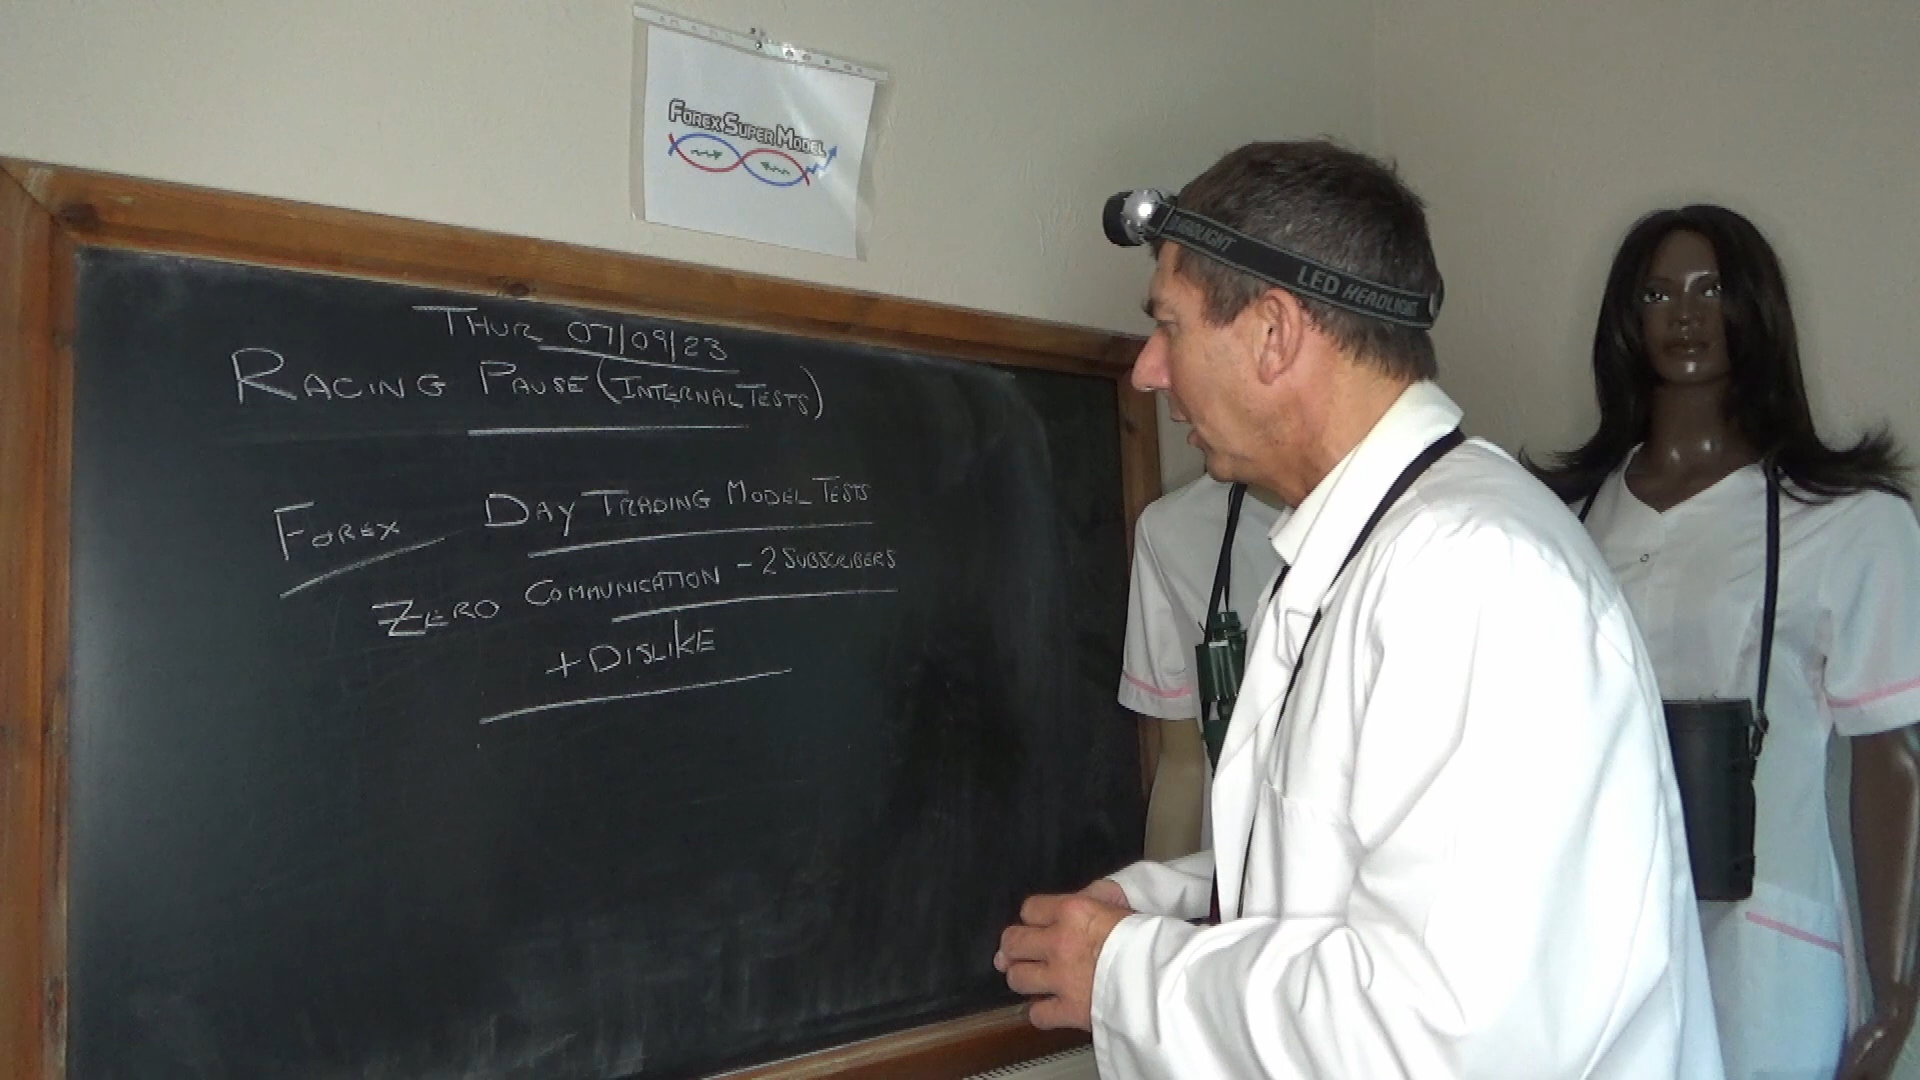 FOREX SUPER MODEL
THUR 07/09/23
RACING PAUSE (INTERNAL TESTS)
FOREX DAY TRADING MODEL TESTS
ZERO COMMUNICATION - 2 SUBSCRIBERS
+ DISLIKE
HEADLIGHT LED HEADLIGHT